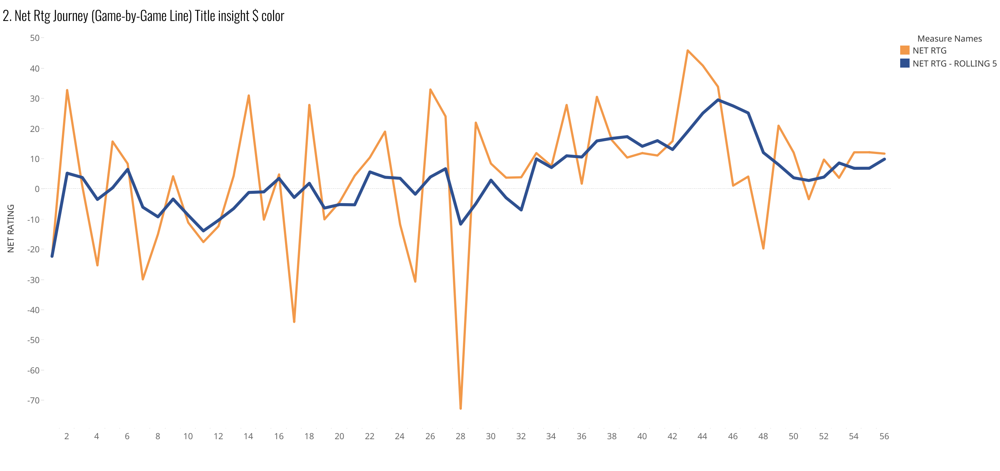 2. Net Rtg Journey (Game-by-Game Line) Title insight $ color
Measure Names
NET RTG
NET RTG - ROLLING 5
NET RATING
50
40
30
20
10
0
-10
-20
-30
-40
-50
-60
-70
2 4 6 8 10 12 14 16 18 20 22 24 26 28 30 32 34 36 38 40 42 44 46 48 50 52 54 56